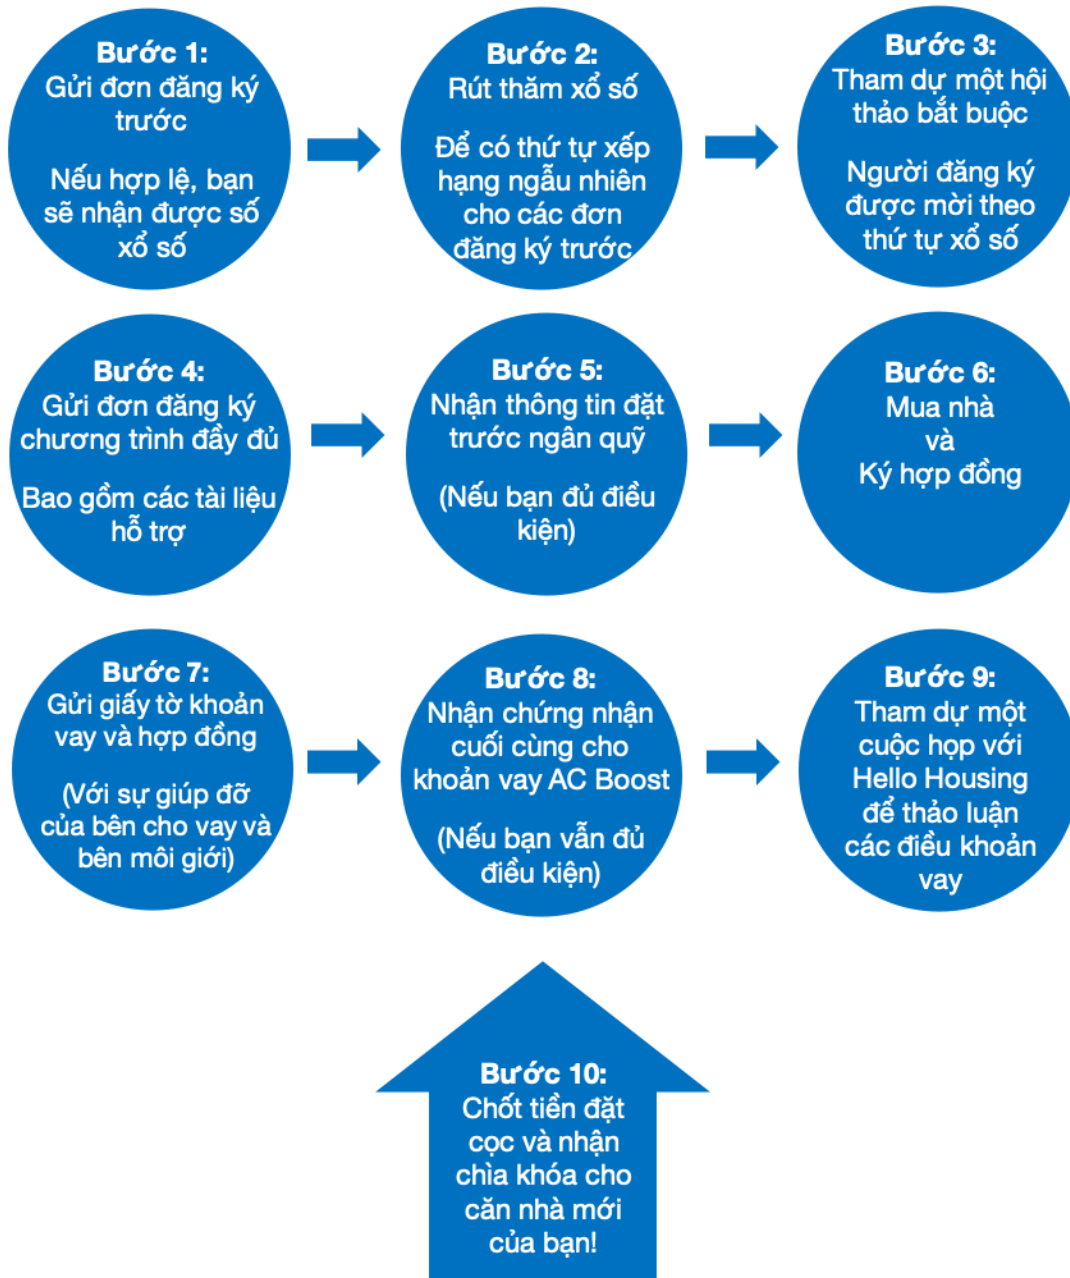 Bước 1:
Gửi đơn đăng ký
trước
Nếu hợp lệ, bạn
sẽ nhận được số
xổ số
Bước 2:
Rút thăm xổ số
Để có thứ tự xếp
hạng ngẫu nhiên
cho các đơn
đăng ký trước
Bước 3:
Tham dự một hội
thảo bắt buộc
Người đăng ký
được mời theo
thứ tự xổ số
Bước 4:
Gửi đơn đăng ký
chương trình đầy đủ
Bao gồm các tài liệu
hỗ trợ
Bước 5:
Nhận thông tin đặt
trước ngân quỹ
(Nếu bạn đủ điều
kiện)
Bước 6:
Mua nhà
và
Ký hợp đồng
Bước 7:
Gửi giấy tờ khoản
vay và hợp đồng
(Với sự giúp đỡ
của bên cho vay và
bên môi giới)
Bước 8:
Nhận chứng nhận
cuối cùng cho
khoản vay AC Boost
(Nếu bạn vẫn đủ
điều kiện)
Bước 9:
Tham dự một
cuộc họp với
Hello Housing
để thảo luận
các điều khoản
vay
Bước 10:
Chốt tiền đặt
cọc và nhận
chìa khóa cho
căn nhà mới
của bạn!